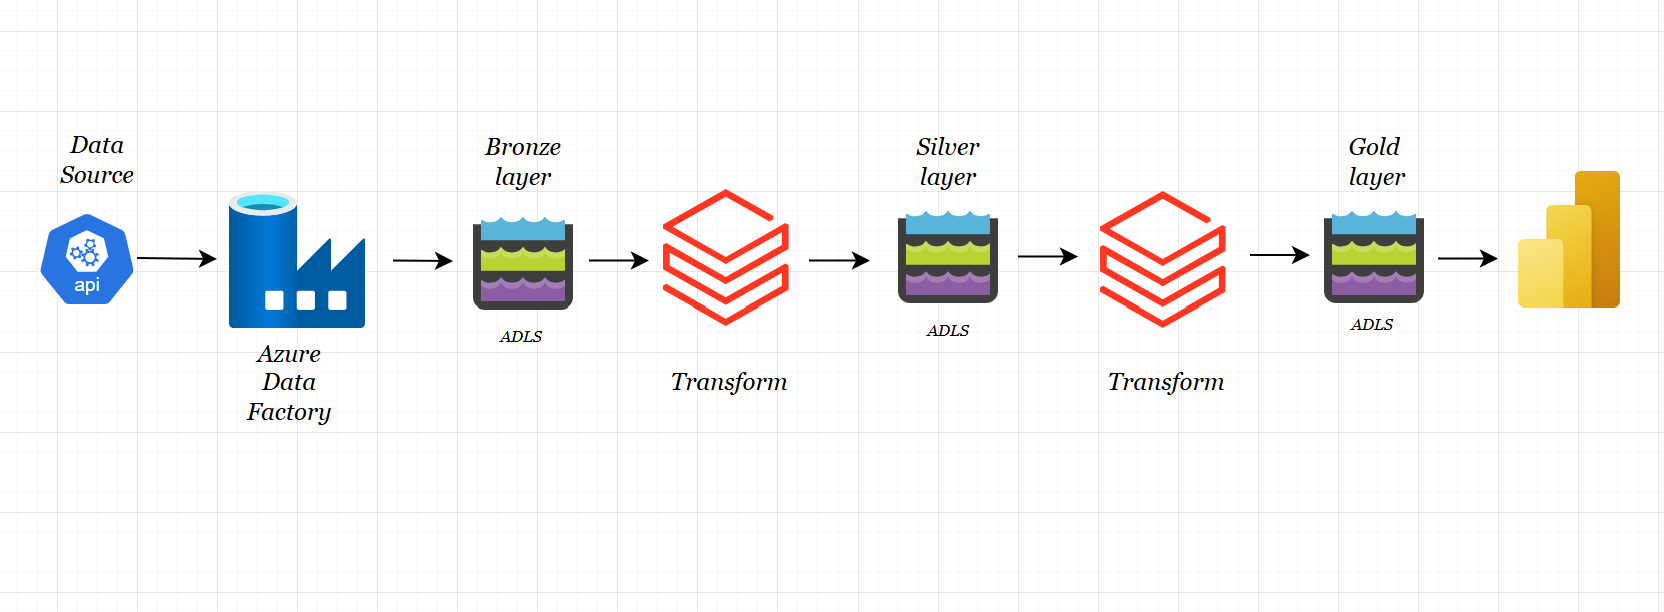 Data
Source
api
Azure
Data
Factory
Bronze
layer
ADLS
Transform
Silver
layer
ADLS
Transform
Gold
layer
ADLS